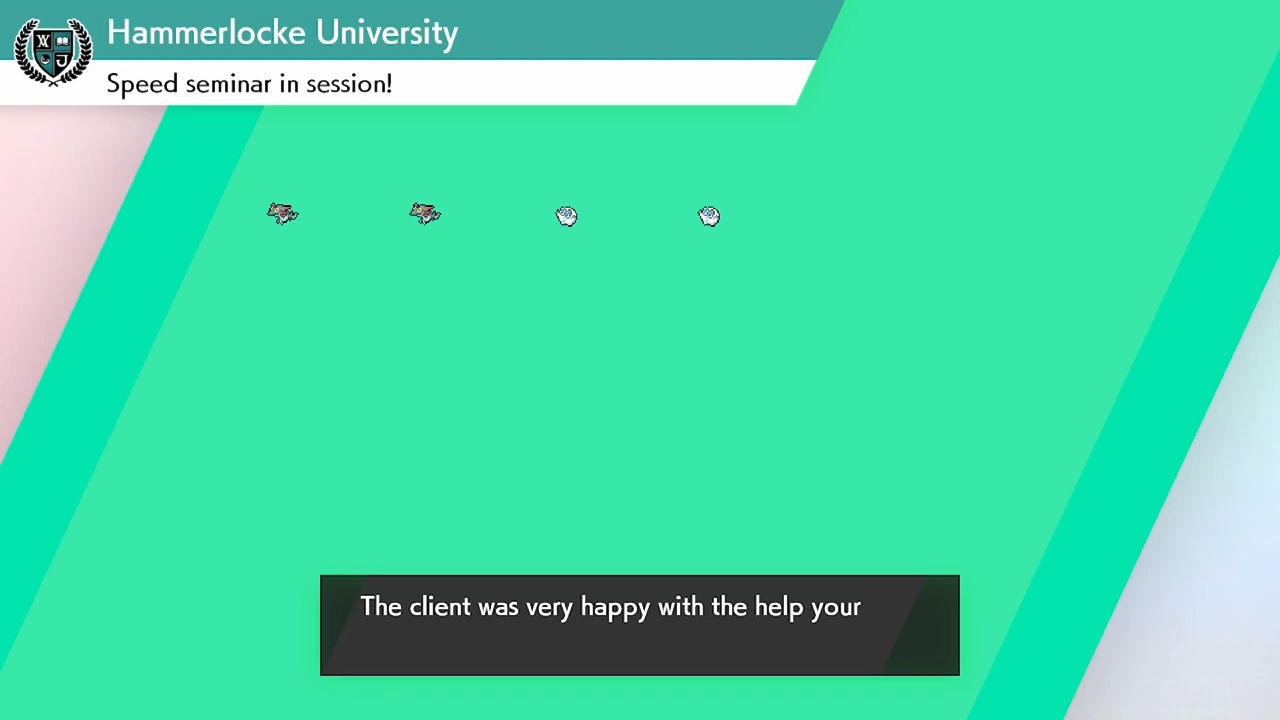 Hammerlocke University
Speed seminar in session!
The client was very happy with the help your